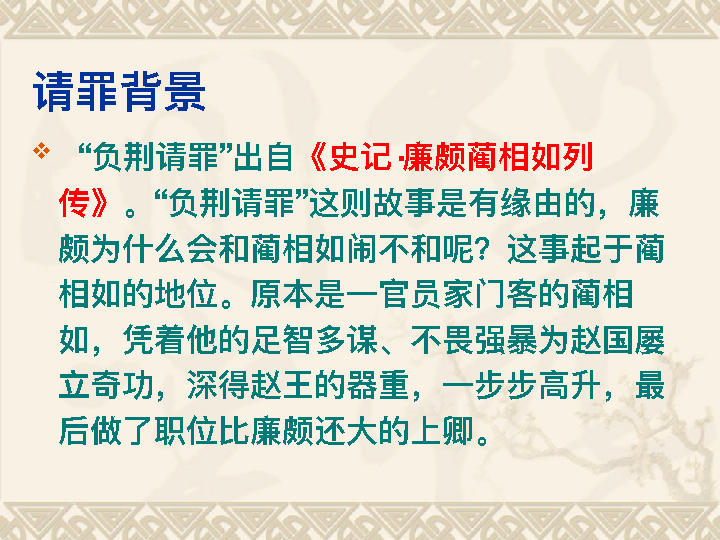 请罪背景
“负荆请罪”出自《史记·廉颇蔺相如列
传》。“负荆请罪”这则故事是有缘由的，廉
颇为什么会和蔺相如闹不和呢？这事起于蔺
相如的地位。原本是一官员家门客的蔺相
如，凭着他的足智多谋、不畏强暴为赵国屡
立奇功，深得赵王的器重，一步步高升，最
后做了职位比廉颇还大的上卿。